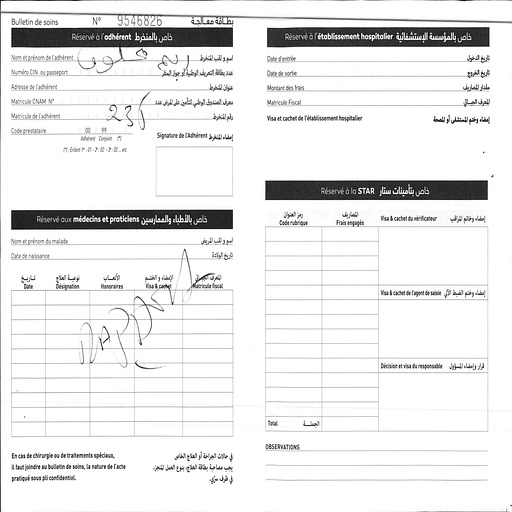 Bulletin de soins N° 9546826 بطاقة معالجة
Réservé à l'adhérent خاص بالمنخرط
Nom et prénom de l'adhérent اسم و لقب المنخرط
Numéro CIN ou passeport عدد بطاقة التعريف الوطنية أو جواز السفر
Adresse de l'adhérent عنوان المنخرط
Matricule CNAM N° معرف الصندوق الوطني للتأمين على المرض عدد
Matricule de l'adhérent رقم المنخرط
Code prestataire 00 99
Adhérent Conjoint (*)
(*) : Enfant 1er : 01 - 2e : 02 - 3e : 03 ... etc
Signature de l'Adhérent إمضاء المنخرط
Réservé aux médecins et praticiens خاص بالأطباء والممارسين
Nom et prénom du malade اسم و لقب المريض
Date de naissance تاريخ الولادة
تاريخ نوعية العلاج الأتعاب الإمضاء و الختم المعرف الجبائي
Date Désignation Honoraires Visa & cachet Matricule fiscal
En cas de chirurgie ou de traitements spéciaux,
il faut joindre au bulletin de soins, la nature de l'acte
pratiqué sous pli confidentiel.
في حالات الجراحة أو العلاج الخاص
يجب مصاحبة بطاقة العلاج، بنوع العمل المنجز،
في ظرف سري.
Réservé à l'établissement hospitalier خاص بالمؤسسة الإستشفائية
Date d'entrée تاريخ الدخول
Date de sortie تاريخ الخروج
Montant des frais مقدار المصاريف
Matricule Fiscal المعرف الجبائي
Visa et cachet de l'établissement hospitalier إمضاء وختم المستشفى أو المصحة
Réservé à la STAR خاص بتأمينات ستار
رمز العنوان المصاريف
Code rubrique Frais engagés
Visa & cachet du vérificateur إمضاء وخاتم المراقب
Visa & cachet de l'agent de saisie
Décision et visa du responsable قرار وإمضاء المسؤول
Total الجملة
OBSERVATIONS